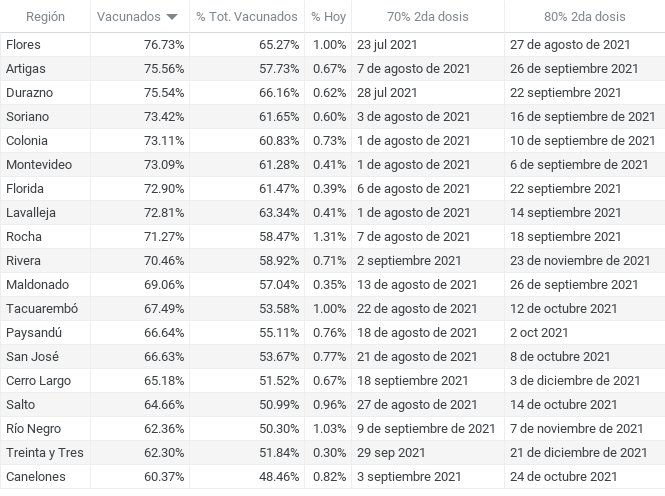 Región Vacunados % Tot. Vacunados % Hoy 70% 2da dosis 80% 2da dosis
Flores 76.73% 65.27% 1.00% 23 jul 2021 27 de agosto de 2021
Artigas 75.56% 57.73% 0.67% 7 de agosto de 2021 26 de septiembre de 2021
Durazno 75.54% 66.16% 0.62% 28 jul 2021 22 septiembre 2021
Soriano 73.42% 61.65% 0.60% 3 de agosto de 2021 16 de septiembre de 2021
Colonia 73.11% 60.83% 0.73% 1 de agosto de 2021 10 de septiembre de 2021
Montevideo 73.09% 61.28% 0.41% 1 de agosto de 2021 6 de septiembre de 2021
Florida 72.90% 61.47% 0.39% 6 de agosto de 2021 22 septiembre 2021
Lavalleja 72.81% 63.34% 0.41% 1 de agosto de 2021 14 septiembre 2021
Rocha 71.27% 58.47% 1.31% 7 de agosto de 2021 18 septiembre 2021
Rivera 70.46% 58.92% 0.71% 2 septiembre 2021 23 de noviembre de 2021
Maldonado 69.06% 57.04% 0.35% 13 de agosto de 2021 26 de septiembre de 2021
Tacuarembó 67.49% 53.58% 1.00% 22 de agosto de 2021 12 de octubre de 2021
Paysandú 66.64% 55.11% 0.76% 18 de agosto de 2021 2 oct 2021
San José 66.63% 53.67% 0.77% 21 de agosto de 2021 8 de octubre de 2021
Cerro Largo 65.18% 51.52% 0.67% 18 septiembre 2021 3 de diciembre de 2021
Salto 64.66% 50.99% 0.96% 27 de agosto de 2021 14 de octubre de 2021
Río Negro 62.36% 50.30% 1.03% 9 de septiembre de 2021 7 de noviembre de 2021
Treinta y Tres 62.30% 51.84% 0.30% 29 sep 2021 21 de diciembre de 2021
Canelones 60.37% 48.46% 0.82% 3 septiembre 2021 24 de octubre de 2021